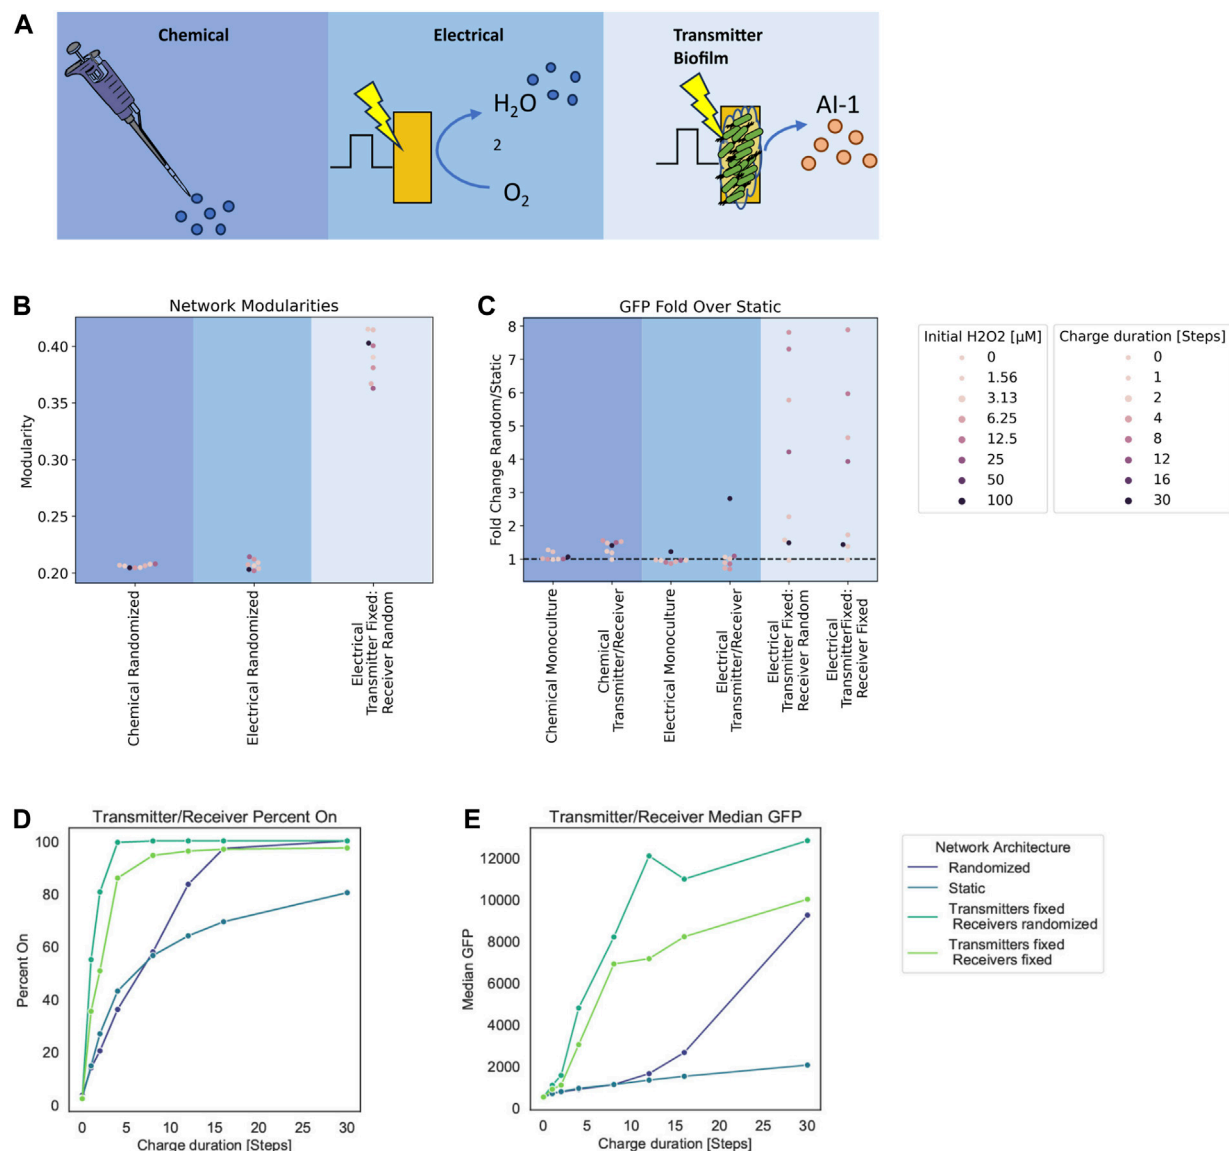 A
Chemical
Electrical
Transmitter
Biofilm
H2O
2
O2
AI-1
B
Network Modularities
Modularity
0.40
0.35
0.30
0.25
0.20
Chemical Randomized
Electrical Randomized
Electrical
Transmitter Fixed:
Receiver Random
C
GFP Fold Over Static
Fold Change Random/Static
8
7
6
5
4
3
2
1
Chemical Monoculture
Chemical
Transmitter/Receiver
Electrical Monoculture
Electrical
Transmitter/Receiver
Electrical
Transmitter Fixed:
Receiver Random
Electrical
TransmitterFixed:
Receiver Fixed
Initial H2O2 [µM]
0
1.56
3.13
6.25
12.5
25
50
100
Charge duration [Steps]
0
1
2
4
8
12
16
30
D
Transmitter/Receiver Percent On
Percent On
100
80
60
40
20
0
0 5 10 15 20 25 30
Charge duration [Steps]
E
Transmitter/Receiver Median GFP
Median GFP
12000
10000
8000
6000
4000
2000
0
0 5 10 15 20 25 30
Charge duration [Steps]
Network Architecture
Randomized
Static
Transmitters fixed
Receivers randomized
Transmitters fixed
Receivers fixed